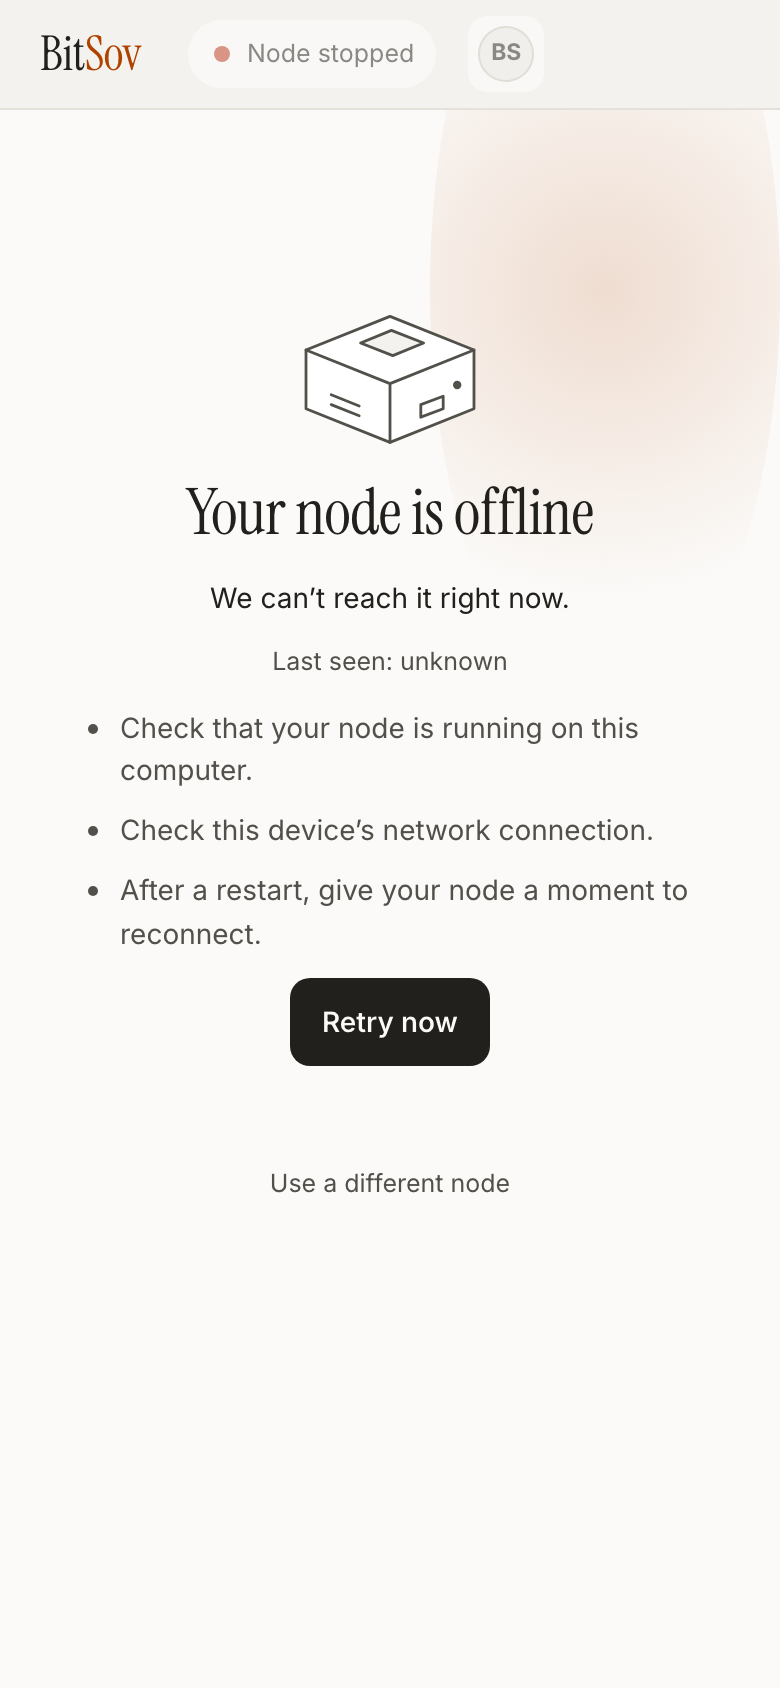 BitSov
Node stopped
BS
Your node is offline
We can’t reach it right now.
Last seen: unknown
• Check that your node is running on this
computer.
• Check this device’s network connection.
• After a restart, give your node a moment to
reconnect.
Retry now
Use a different node